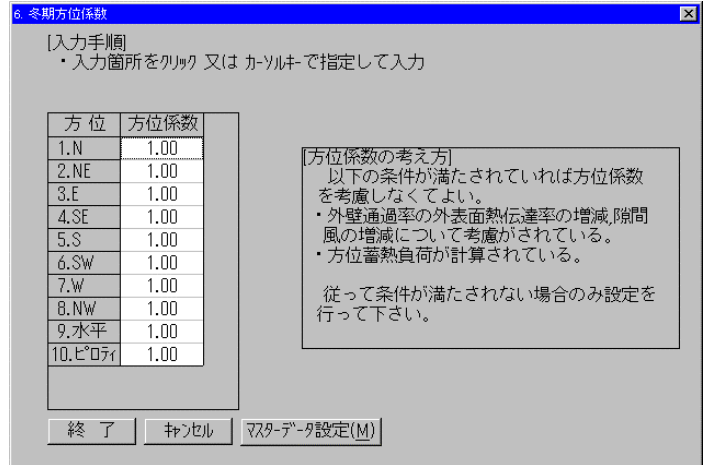 6. 冬期方位係数
[入力手順]
・入力箇所をｸﾘｯｸ 又は ｶｰｿﾙｷｰで指定して入力
方 位 方位係数
1.N 1.00
2.NE 1.00
3.E 1.00
4.SE 1.00
5.S 1.00
6.SW 1.00
7.W 1.00
8.NW 1.00
9.水平 1.00
10.ﾋﾟﾛﾃｨ 1.00
[方位係数の考え方]
以下の条件が満たされていれば方位係数
を考慮しなくてよい。
・外壁通過率の外表面熱伝達率の増減,隙間
風の増減について考慮がされている。
・方位蓄熱負荷が計算されている。
従って条件が満たされない場合のみ設定を
行って下さい。
終 了 ｷｬﾝｾﾙ ﾏｽﾀｰﾃﾞｰﾀ設定(M)